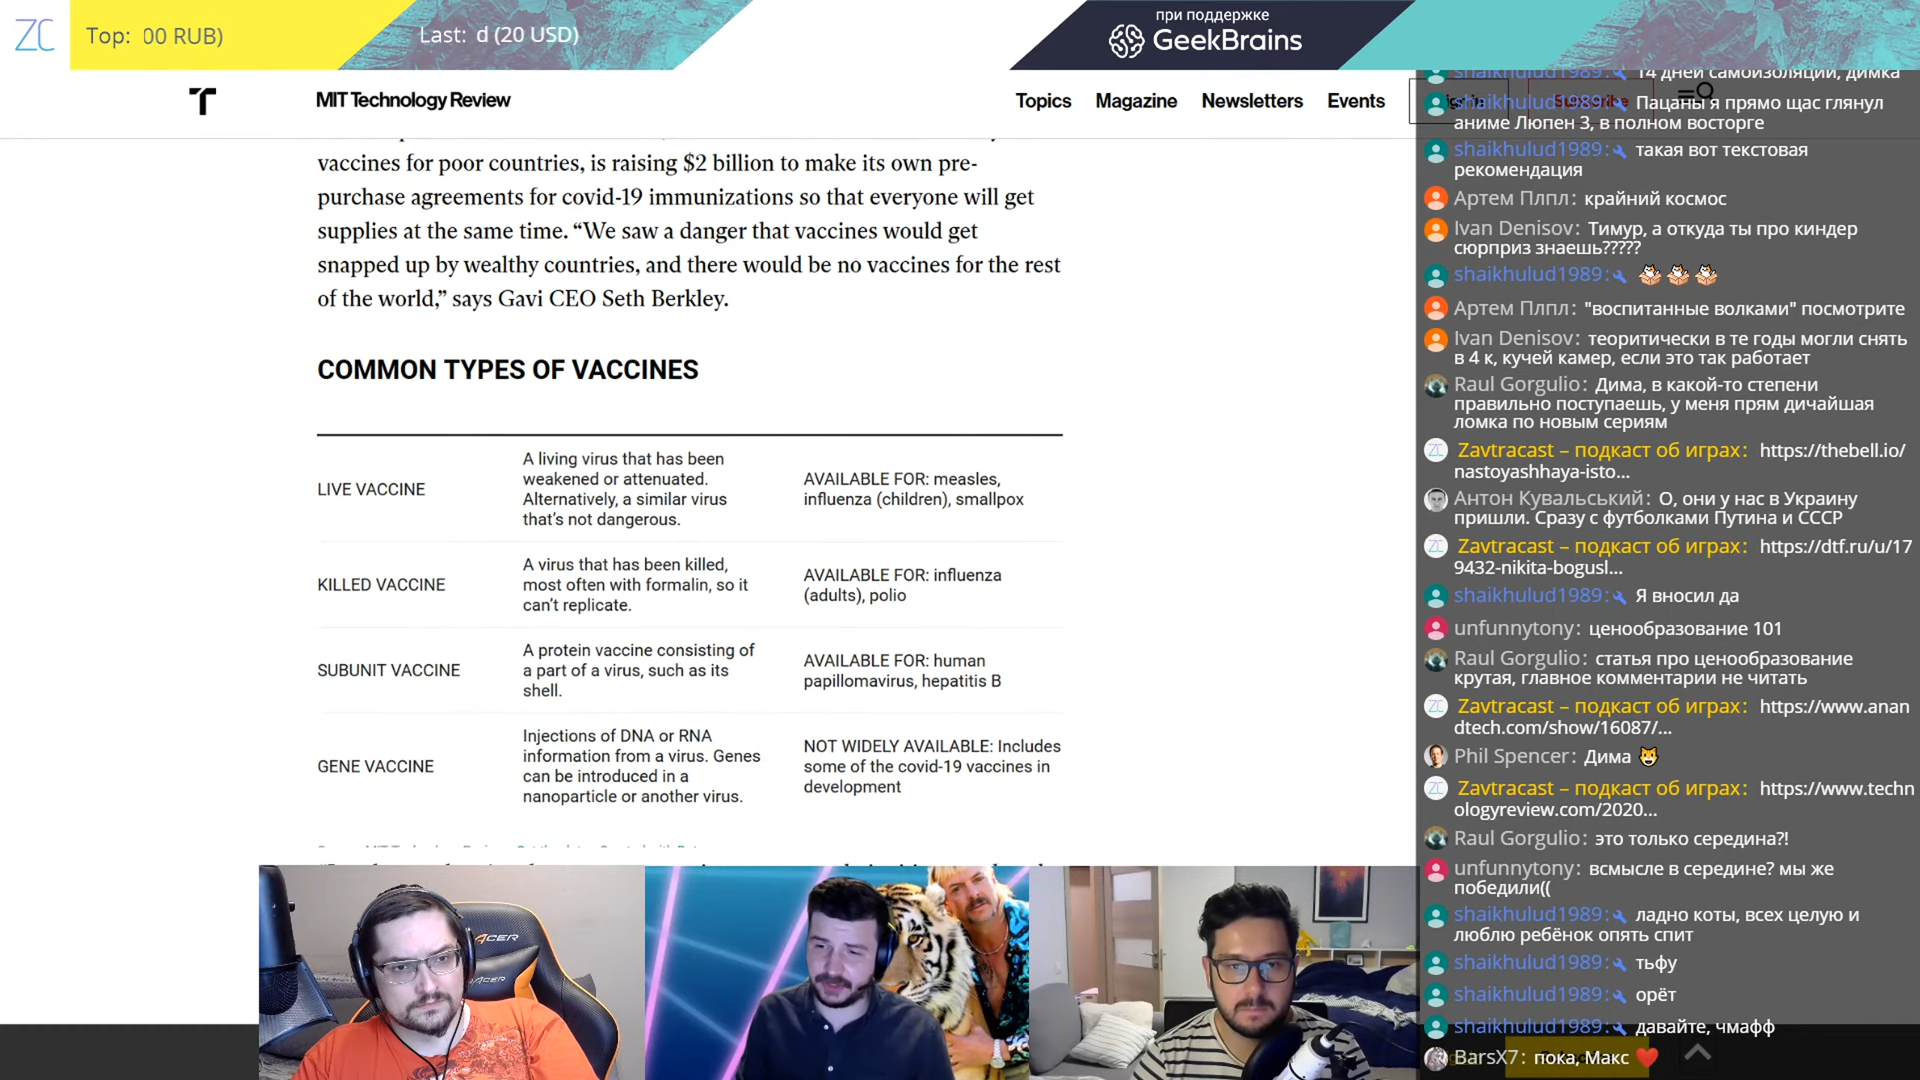 ZC
Top: 00 RUB)
Last: d (20 USD)
при поддержке
GeekBrains
MIT Technology Review
Topics
Magazine
Newsletters
Events
vaccines for poor countries, is raising $2 billion to make its own pre-
purchase agreements for covid-19 immunizations so that everyone will get
supplies at the same time. “We saw a danger that vaccines would get
snapped up by wealthy countries, and there would be no vaccines for the rest
of the world,” says Gavi CEO Seth Berkley.
COMMON TYPES OF VACCINES
LIVE VACCINE
A living virus that has been
weakened or attenuated.
Alternatively, a similar virus
that's not dangerous.
AVAILABLE FOR: measles,
influenza (children), smallpox
KILLED VACCINE
A virus that has been killed,
most often with formalin, so it
can't replicate.
AVAILABLE FOR: influenza
(adults), polio
SUBUNIT VACCINE
A protein vaccine consisting of
a part of a virus, such as its
shell.
AVAILABLE FOR: human
papillomavirus, hepatitis B
GENE VACCINE
Injections of DNA or RNA
information from a virus. Genes
can be introduced in a
nanoparticle or another virus.
NOT WIDELY AVAILABLE: Includes
some of the covid-19 vaccines in
development
ACER
ACER
shaikhulud1989: 14 дней самоизоляции, димка
shaikhulud1989: Пацаны я прямо щас глянул
аниме Люпен 3, в полном восторге
shaikhulud1989: такая вот текстовая
рекомендация
Артем Плпл: крайний космос
Ivan Denisov: Тимур, а откуда ты про киндер
сюрприз знаешь?????
shaikhulud1989:
Артем Плпл: "воспитанные волками" посмотрите
Ivan Denisov: теоритически в те годы могли снять
в 4 к, кучей камер, если это так работает
Raul Gorgulio: Дима, в какой-то степени
правильно поступаешь, у меня прям дичайшая
ломка по новым сериям
Zavtracast – подкаст об играх: https://thebell.io/
nastoyashhaya-isto...
Антон Кувальський: О, они у нас в Украину
пришли. Сразу с футболками Путина и СССР
Zavtracast – подкаст об играх: https://dtf.ru/u/17
9432-nikita-bogusl...
shaikhulud1989: Я вносил да
unfunnytony: ценообразование 101
Raul Gorgulio: статья про ценообразование
крутая, главное комментарии не читать
Zavtracast – подкаст об играх: https://www.anan
dtech.com/show/16087/...
Phil Spencer: Дима
Zavtracast – подкаст об играх: https://www.techn
ologyreview.com/2020...
Raul Gorgulio: это только середина?!
unfunnytony: всмысле в середине? мы же
победили((
shaikhulud1989: ладно коты, всех целую и
люблю ребёнок опять спит
shaikhulud1989: тьфу
shaikhulud1989: орёт
shaikhulud1989: давайте, чмафф
BarsX7: пока, Макс